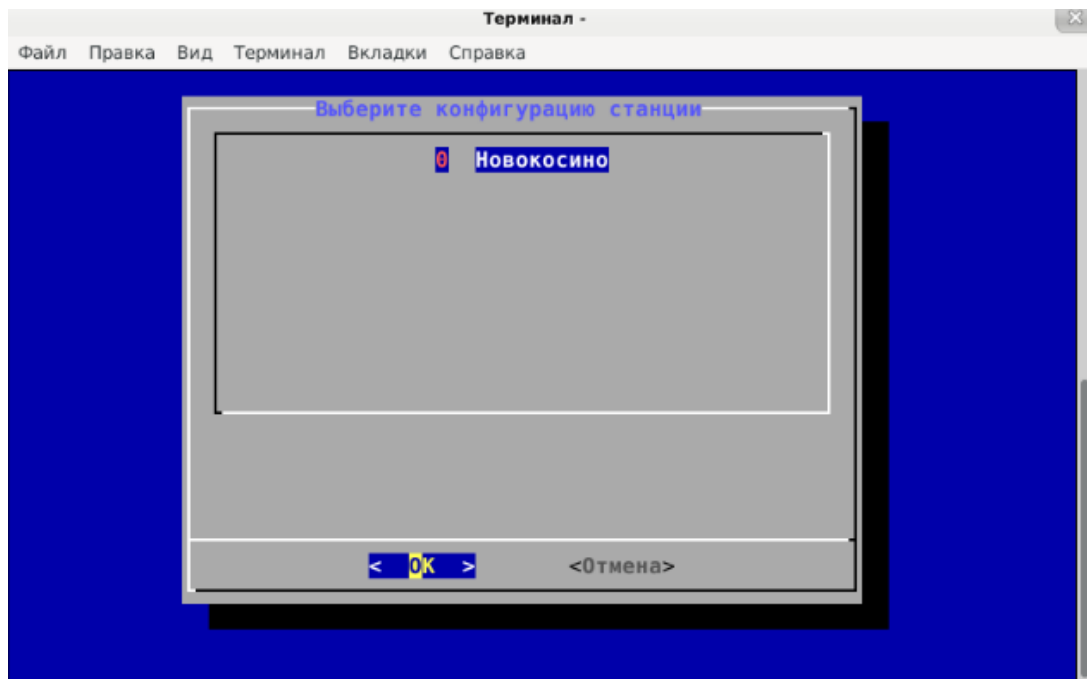 Терминал -
Файл Правка Вид Терминал Вкладки Справка
Выберите конфигурацию станции
0 Новокосино
< OK > <Отмена>